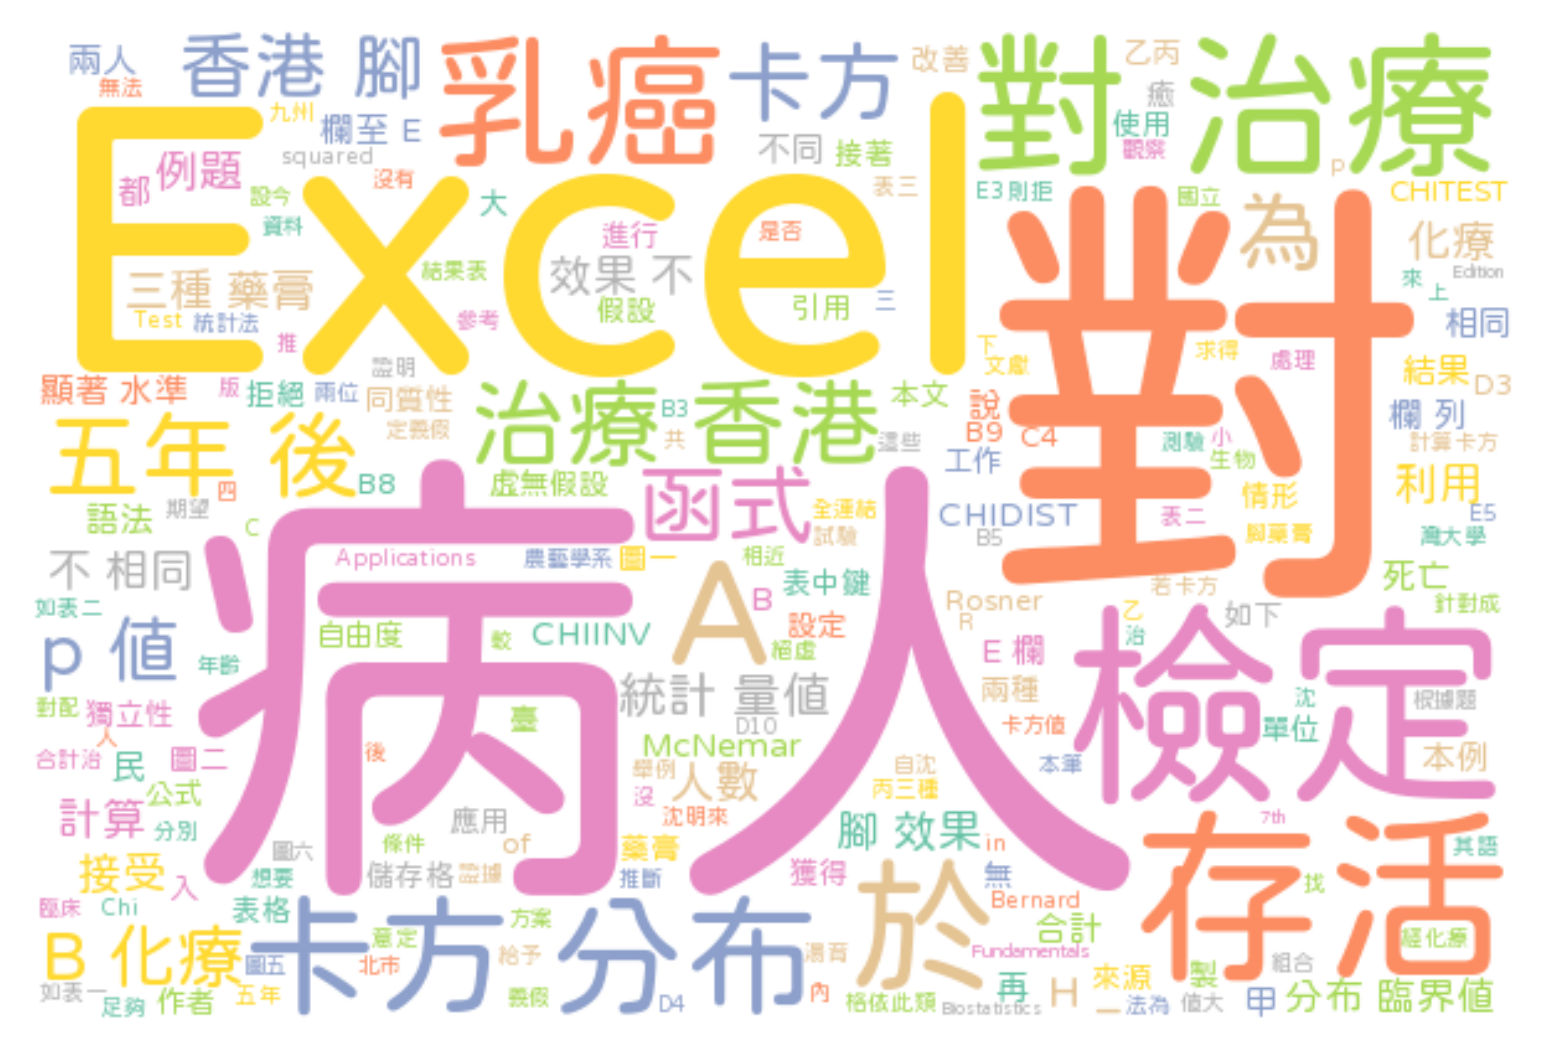 兩人
香港 腳
乳癌
卡方
改善
對治療
乙丙
無法
癒
Excel
九州
欄至 E
squared
不同
接著
使用
觀察
例題
都
設今
沒有
大
表三
E3 則拒
國立
p
CHITEST
資料
進行
是否
對
為
化療
結果表
效果 不
三種 藥膏
假設
引用
三
來
上
Edition
Test
統計法
參考
相同
推
證明
下
文獻
求得
處理
顯著 水準
版
拒絕
兩位
同質性
治療
香港
本文
結果
D3
B3
說
欄 列
五年 後
定義假
共
這些
B9
C4
測驗
小
計算卡方
B8
四
虛無假設
工作
生物
情形
利用
語法
期望
C
函式
全運結
試驗
CHIDIST
B5
表二
腳藥膏
E5
灣大學
不 相同
病人
Applications
農藝學系
圖一
相近
表中鍵
若卡方
死亡
如表二
A
B
設定
Rosner
R
乙
治
如下
針對成
p 值
年齡
自由度
較
CHIINV
絕虛
E 欄
檢定
對配
獨立性
人
臺
統計 量值
D10
兩種
沈
根據題
合計治
民
圖二
後
McNemar
卡方值
單位
本例
公式
舉例
人數
自沈
本筆
計算
分別
應用
沒
沈明來
丙三種
存活
7th
圖六
條件
of
藥膏
腳 效果
in
其語
接受
入
想要
儲存格
證據
推斷
獲得
無
找
臨床
Chi
表格
卡方 分布
方案
於
Bernard
合計
B 化療
圖五
意定
北市
給予
湯育
Fundamentals
經化療
如表一
足夠
作者
五年
義假
D4
內
格依此類
Biostatistics
再
H
來源
一
法為
製
值大
組合
甲
分布 臨界值